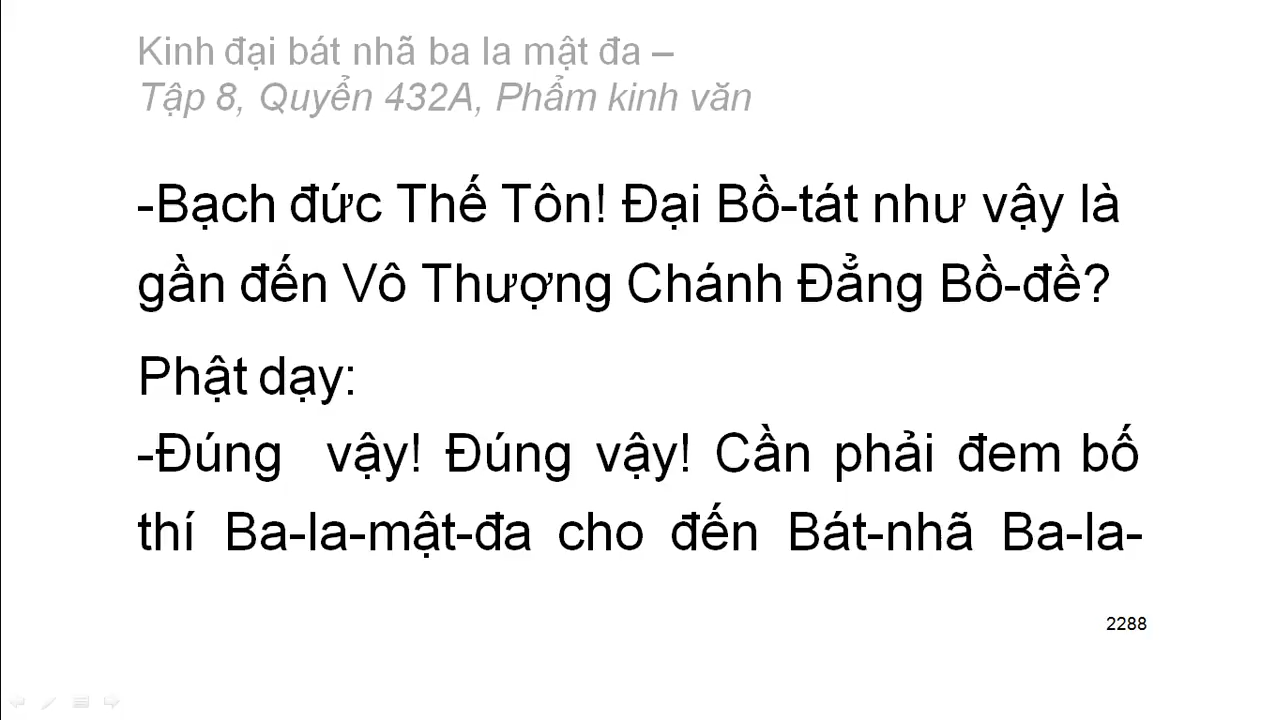 Kinh đại bát nhã ba la mật đa –
Tập 8, Quyển 432A, Phẩm kinh văn
-Bạch đức Thế Tôn! Đại Bồ-tát như vậy là
gần đến Vô Thượng Chánh Đẳng Bồ-đề?
Phật dạy:
-Đúng vậy! Đúng vậy! Cần phải đem bố
thí Ba-la-mật-đa cho đến Bát-nhã Ba-la-
2288